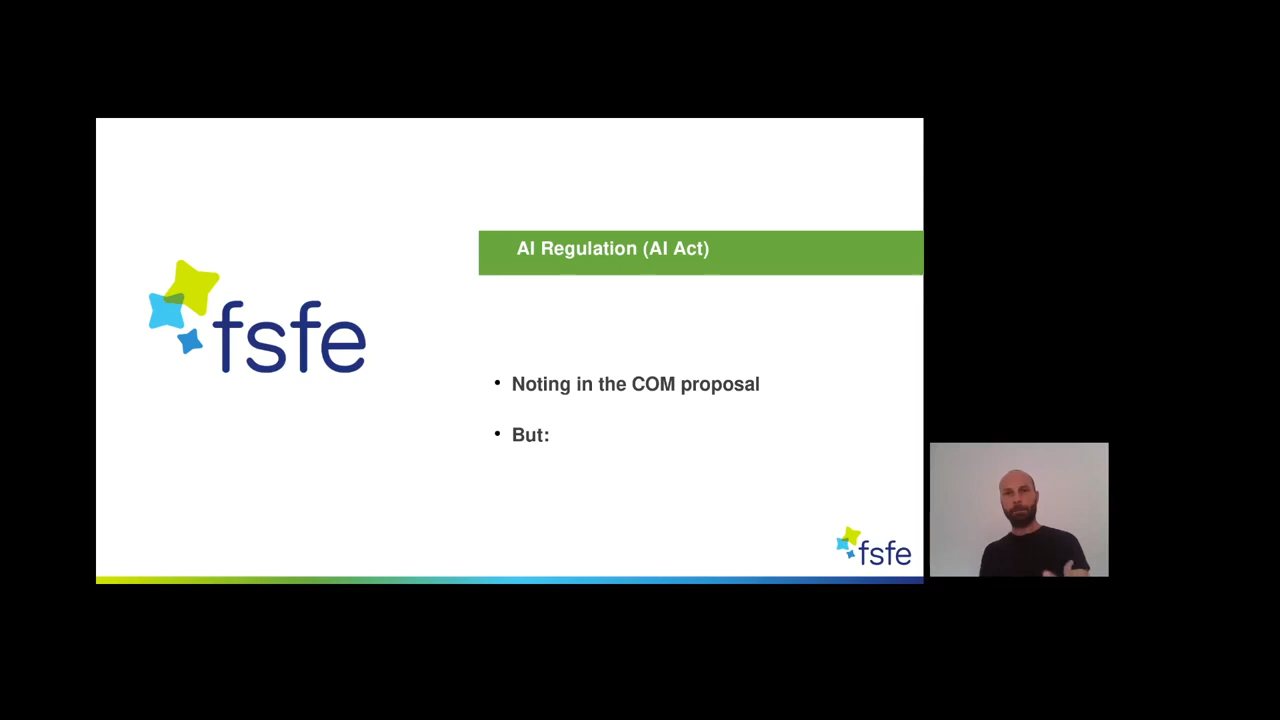 AI Regulation (AI Act)
fsfe
• Noting in the COM proposal
• But:
fsfe